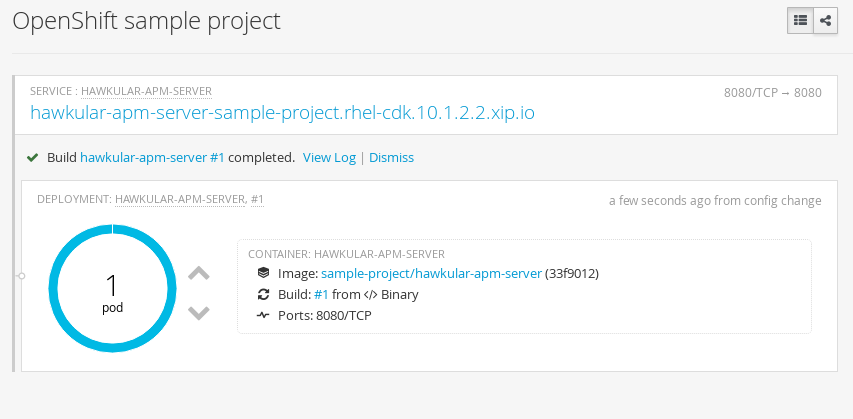 OpenShift sample project
SERVICE : HAWKULAR-APM-SERVER
8080/TCP → 8080
hawkular-apm-server-sample-project.rhel-cdk.10.1.2.2.xip.io
Build hawkular-apm-server #1 completed. View Log | Dismiss
DEPLOYMENT: HAWKULAR-APM-SERVER, #1
a few seconds ago from config change
1
pod
CONTAINER: HAWKULAR-APM-SERVER
Image: sample-project/hawkular-apm-server (33f9012)
Build: #1 from </> Binary
Ports: 8080/TCP